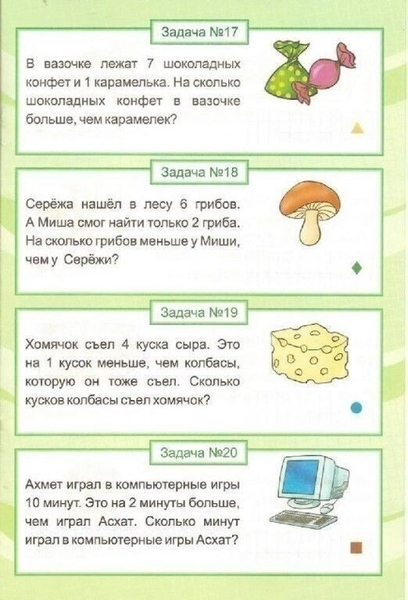 Задача №17
В вазочке лежат 7 шоколадных
конфет и 1 карамелька. На сколько
шоколадных конфет в вазочке
больше, чем карамелек?
Задача №18
Серёжа нашёл в лесу 6 грибов.
А Миша смог найти только 2 гриба.
На сколько грибов меньше у Миши,
чем у Серёжи?
Задача №19
Хомячок съел 4 куска сыра. Это
на 1 кусок меньше, чем колбасы,
которую он тоже съел. Сколько
кусков колбасы съел хомячок?
Задача №20
Ахмет играл в компьютерные игры
10 минут. Это на 2 минуты больше,
чем играл Асхат. Сколько минут
играл в компьютерные игры Асхат?